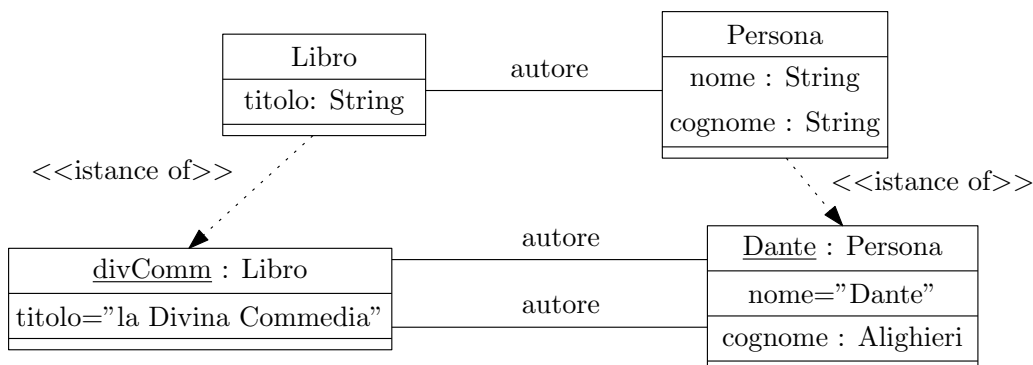 Libro
titolo: String
autore
Persona
nome : String
cognome : String
<<istance of>>
<<istance of>>
divComm : Libro
titolo=”la Divina Commedia”
autore
autore
Dante : Persona
nome=”Dante”
cognome : Alighieri